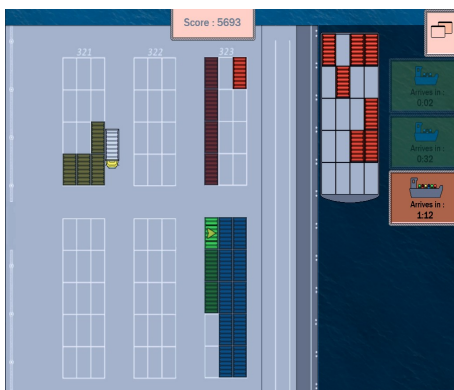 Score : 5693
321 322 323
Arrives in :
0:02
Arrives in :
0:32
Arrives in :
1:12